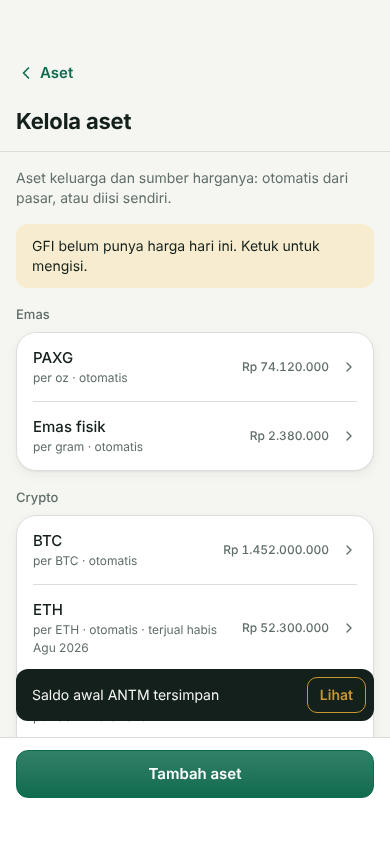 Aset
Kelola aset
Aset keluarga dan sumber harganya: otomatis dari
pasar, atau diisi sendiri.
GFI belum punya harga hari ini. Ketuk untuk
mengisi.
Emas
PAXG
per oz · otomatis
Rp 74.120.000
Emas fisik
per gram · otomatis
Rp 2.380.000
Crypto
BTC
per BTC · otomatis
Rp 1.452.000.000
ETH
per ETH · otomatis · terjual habis
Agu 2026
Rp 52.300.000
Saldo awal ANTM tersimpan
Lihat
Tambah aset